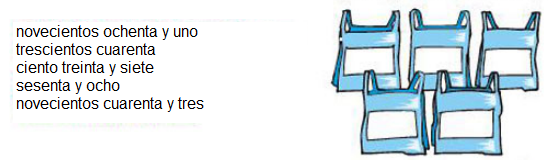 novecientos ochenta y uno
trescientos cuarenta
ciento treinta y siete
sesenta y ocho
novecientos cuarenta y tres